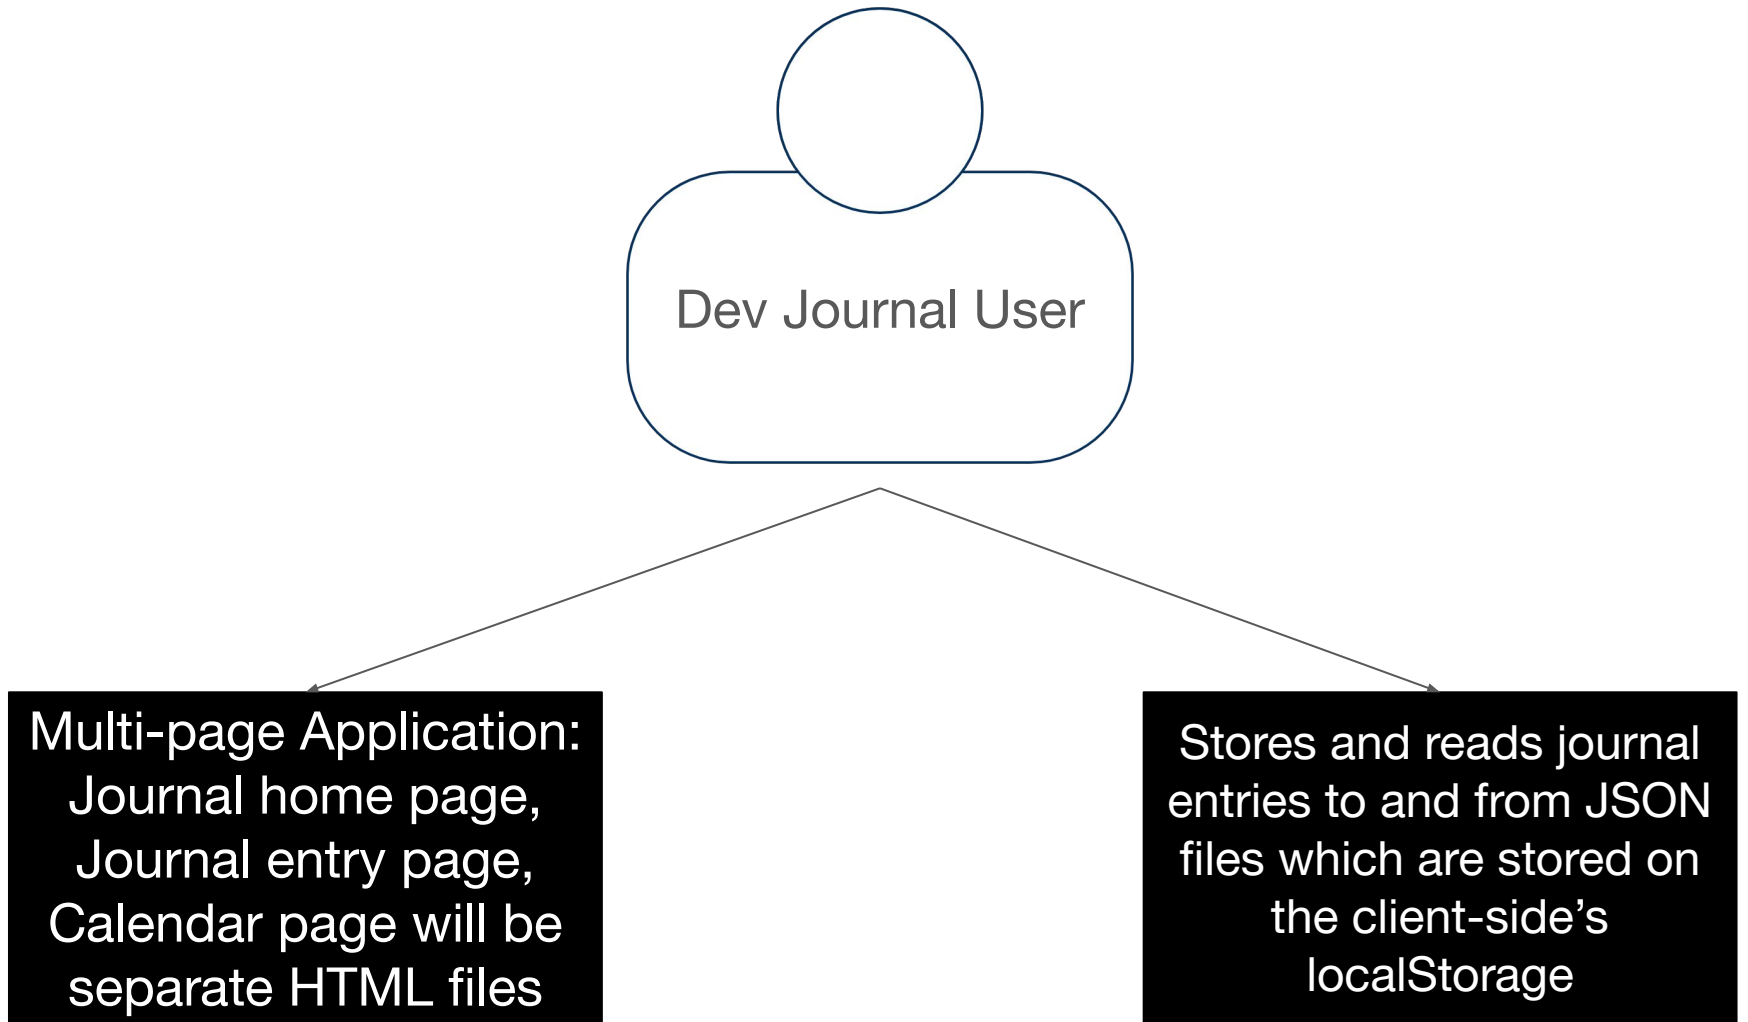 Dev Journal User
Multi-page Application:
Journal home page,
Journal entry page,
Calendar page will be
separate HTML files
Stores and reads journal
entries to and from JSON
files which are stored on
the client-side’s
localStorage